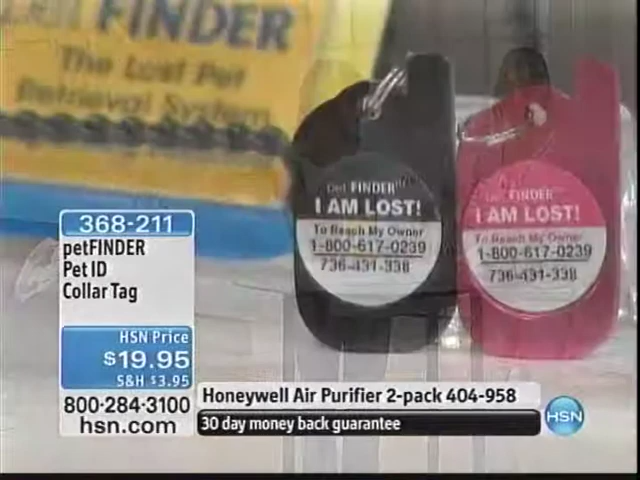 FINDER
The Lost Pet
Retrieval System
pet FINDER
I AM LOST!
To Reach My Owner
1-800-617-0239
736-431-338
pet FINDER
I AM LOST!
To Reach My Owner
1-800-617-0239
736-431-338
368-211
petFINDER
Pet ID
Collar Tag
HSN Price
$19.95
S&H $3.95
800·284·3100
hsn.com
Honeywell Air Purifier 2-pack 404-958
30 day money back guarantee
HSN